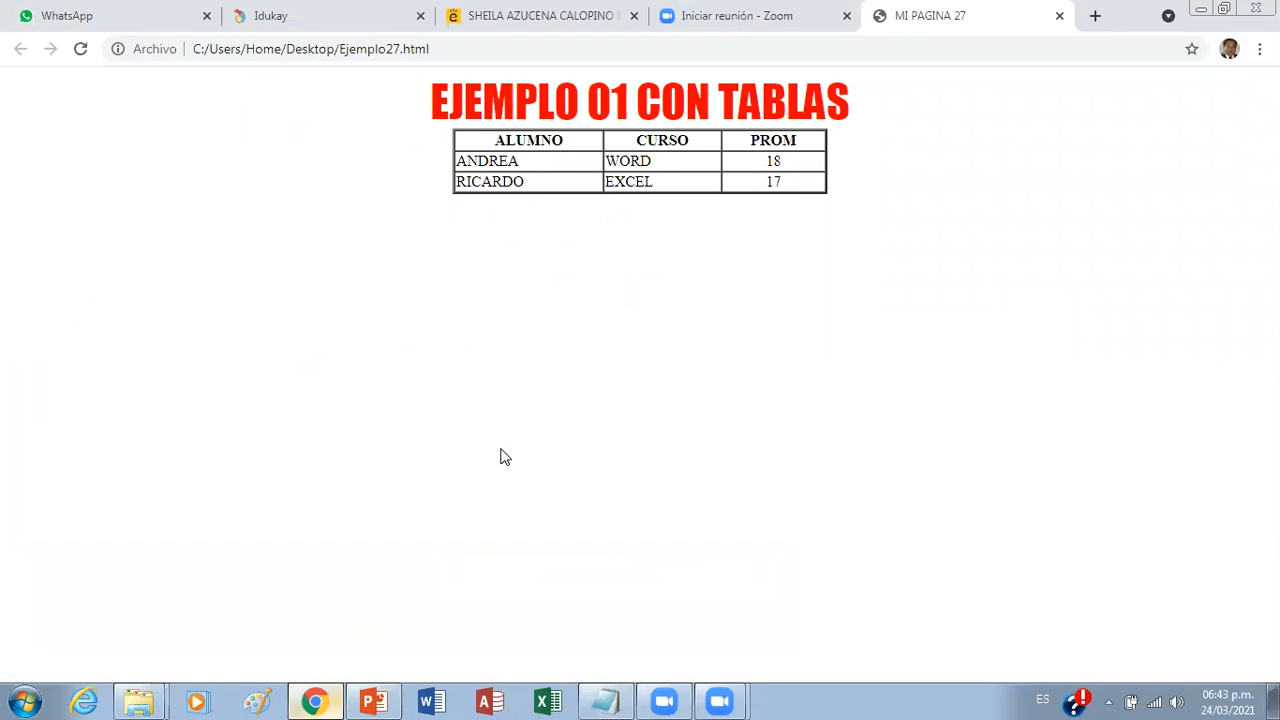 WhatsApp
Idukay
SHEILA AZUCENA CALOPINO
Iniciar reunión - Zoom
MI PAGINA 27
Archivo
C:/Users/Home/Desktop/Ejemplo27.html
EJEMPLO 01 CON TABLAS
ALUMNO CURSO PROM
ANDREA WORD 18
RICARDO EXCEL 17
ES
06:43 p.m.
24/03/2021